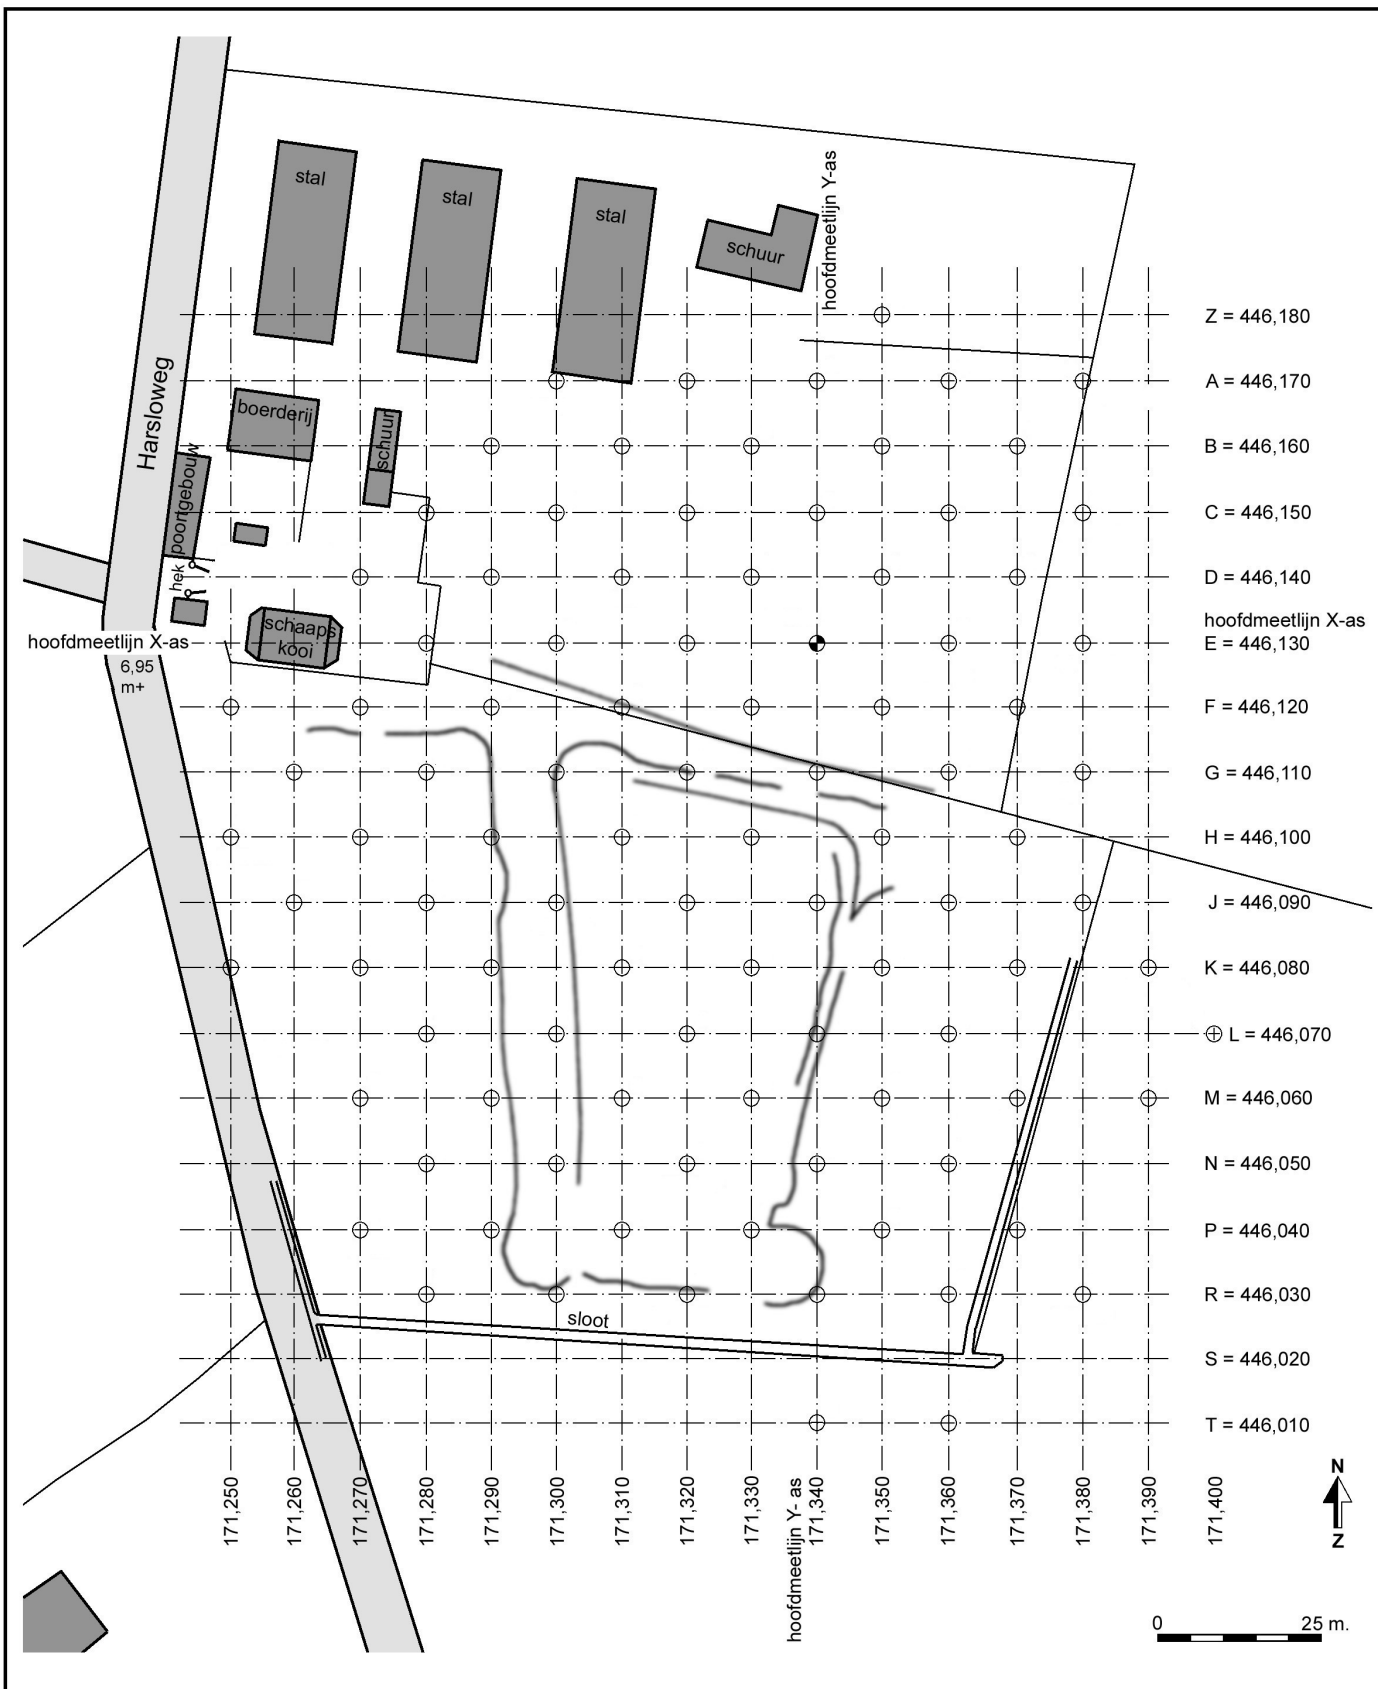 stal
stal
stal
schuur
hoofdmeetlijn Y-as
Z = 446,180
Harsloweg
A = 446,170
boerderij
schuur
B = 446,160
poortgebouw
C = 446,150
hek
D = 446,140
hoofdmeetlijn X-as
schaaps
kooi
hoofdmeetlijn X-as
E = 446,130
6,95
m+
F = 446,120
G = 446,110
H = 446,100
J = 446,090
K = 446,080
L = 446,070
M = 446,060
N = 446,050
P = 446,040
R = 446,030
sloot
S = 446,020
T = 446,010
171,250
171,260
171,270
171,280
171,290
171,300
171,310
171,320
171,330
171,340
171,350
171,360
171,370
171,380
171,390
171,400
hoofdmeetlijn Y- as
N
Z
0 25 m.